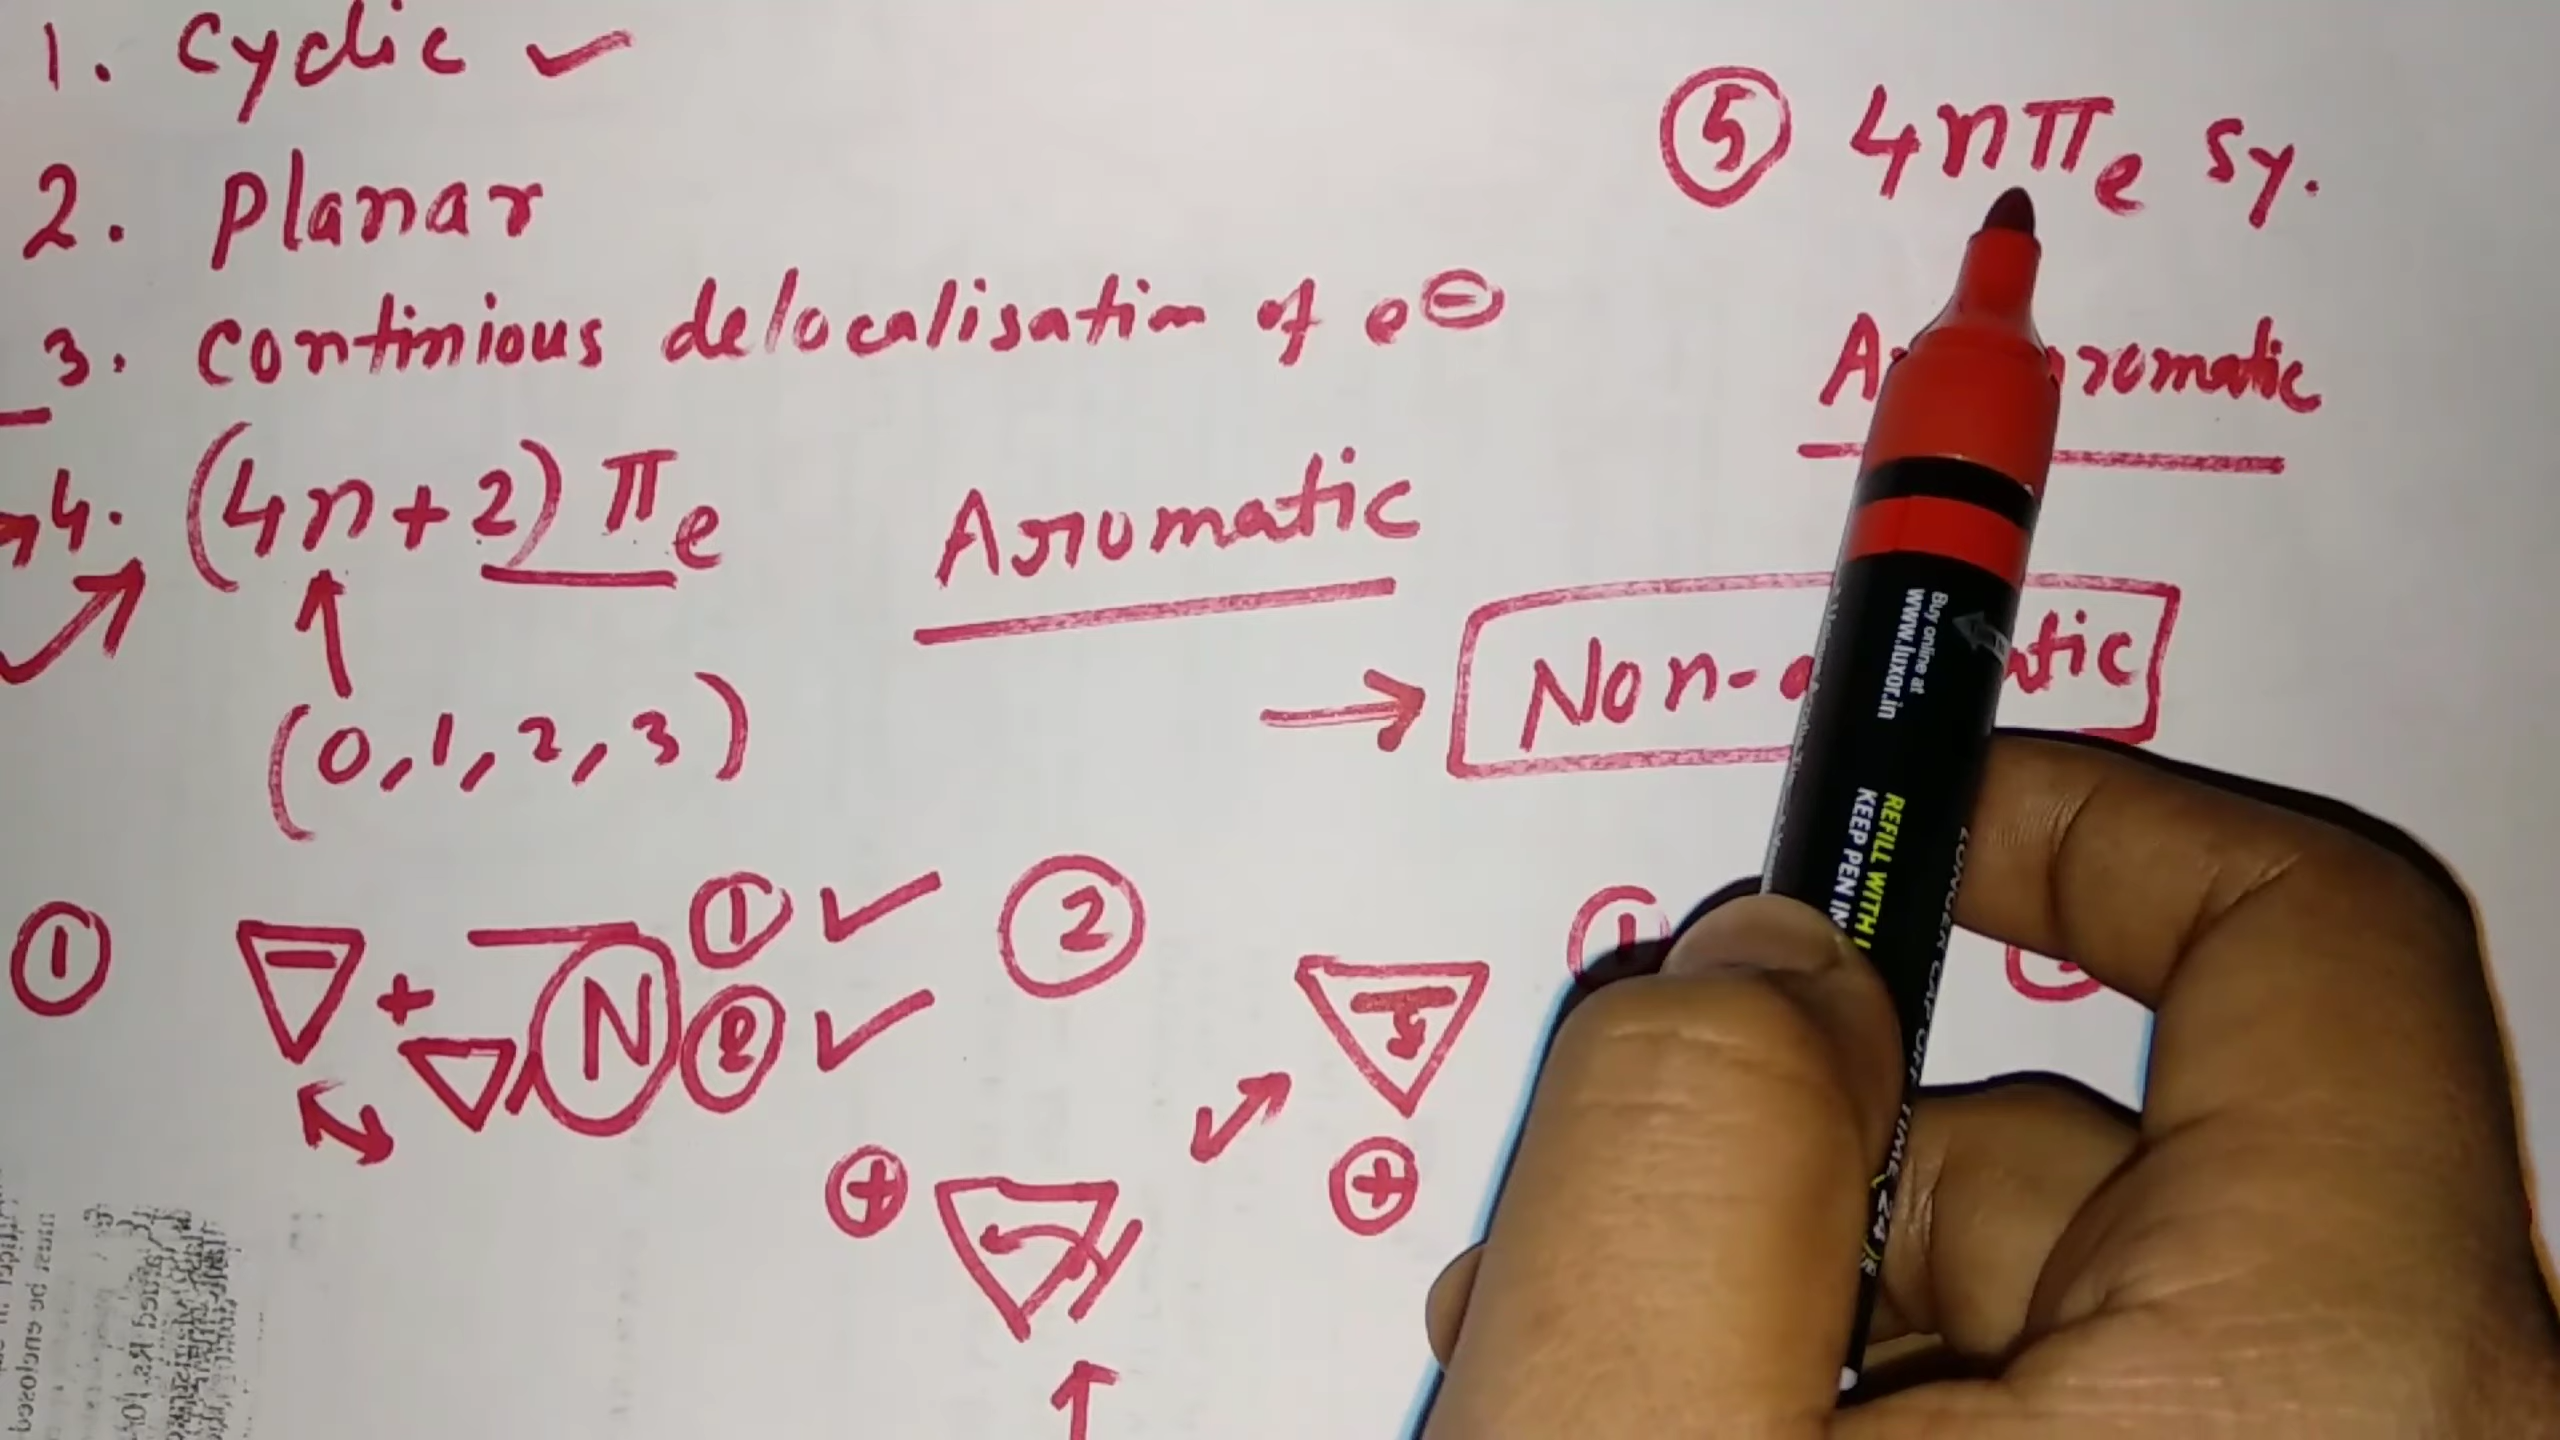 1. Cyclic ✓
2. Planar
3. Continious delocalisation of e⊖
4. (4n+2) πe
Aromatic
(0, 1, 2, 3)
⑤ 4nπe sy.
Non-
① + N ① ✓
② ✓
②
⊕
⊕
Buy online at
www.luxor.in
REFILL WITH
KEEP PEN IN